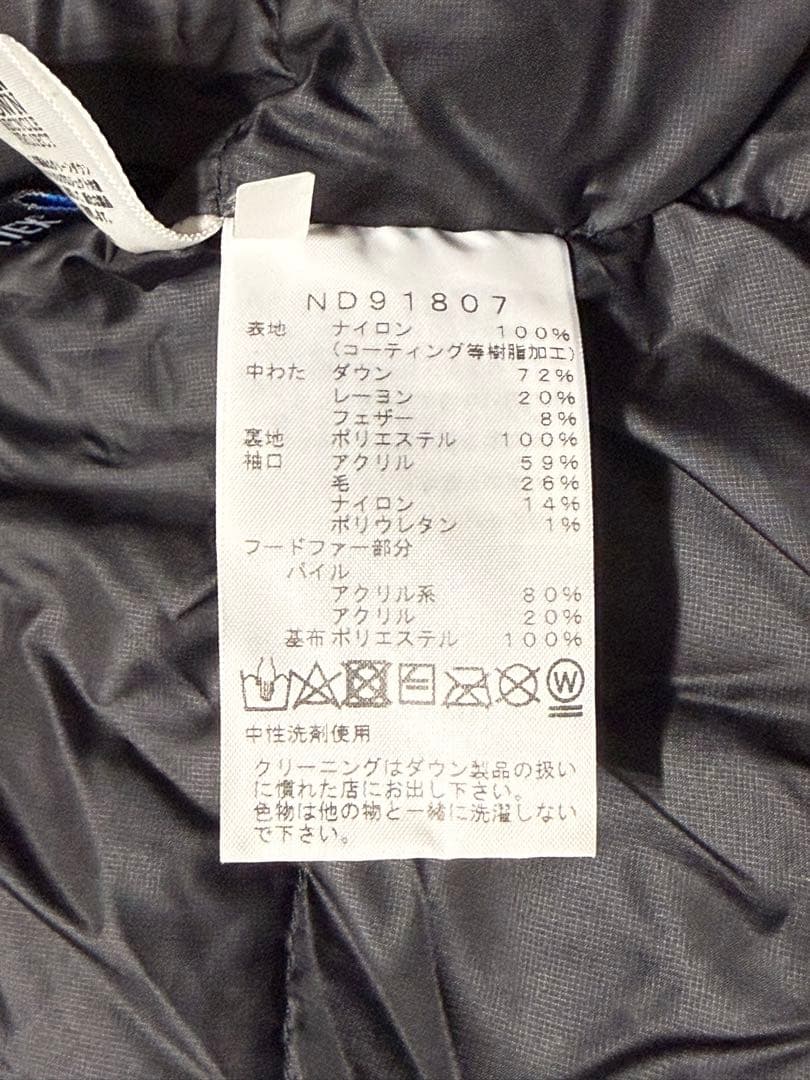 ND91807
表地 ナイロン 100%
(コーティング等樹脂加工)
中わた ダウン 72%
レーヨン 20%
フェザー 8%
裏地 ポリエステル 100%
袖口 アクリル 59%
毛 26%
ナイロン 14%
ポリウレタン 1%
フードファー部分
パイル
アクリル系 80%
アクリル 20%
基布 ポリエステル 100%
W
中性洗剤使用
クリーニングはダウン製品の扱い
に慣れた店にお出し下さい。
色物は他の物と一緒に洗濯しない
で下さい。